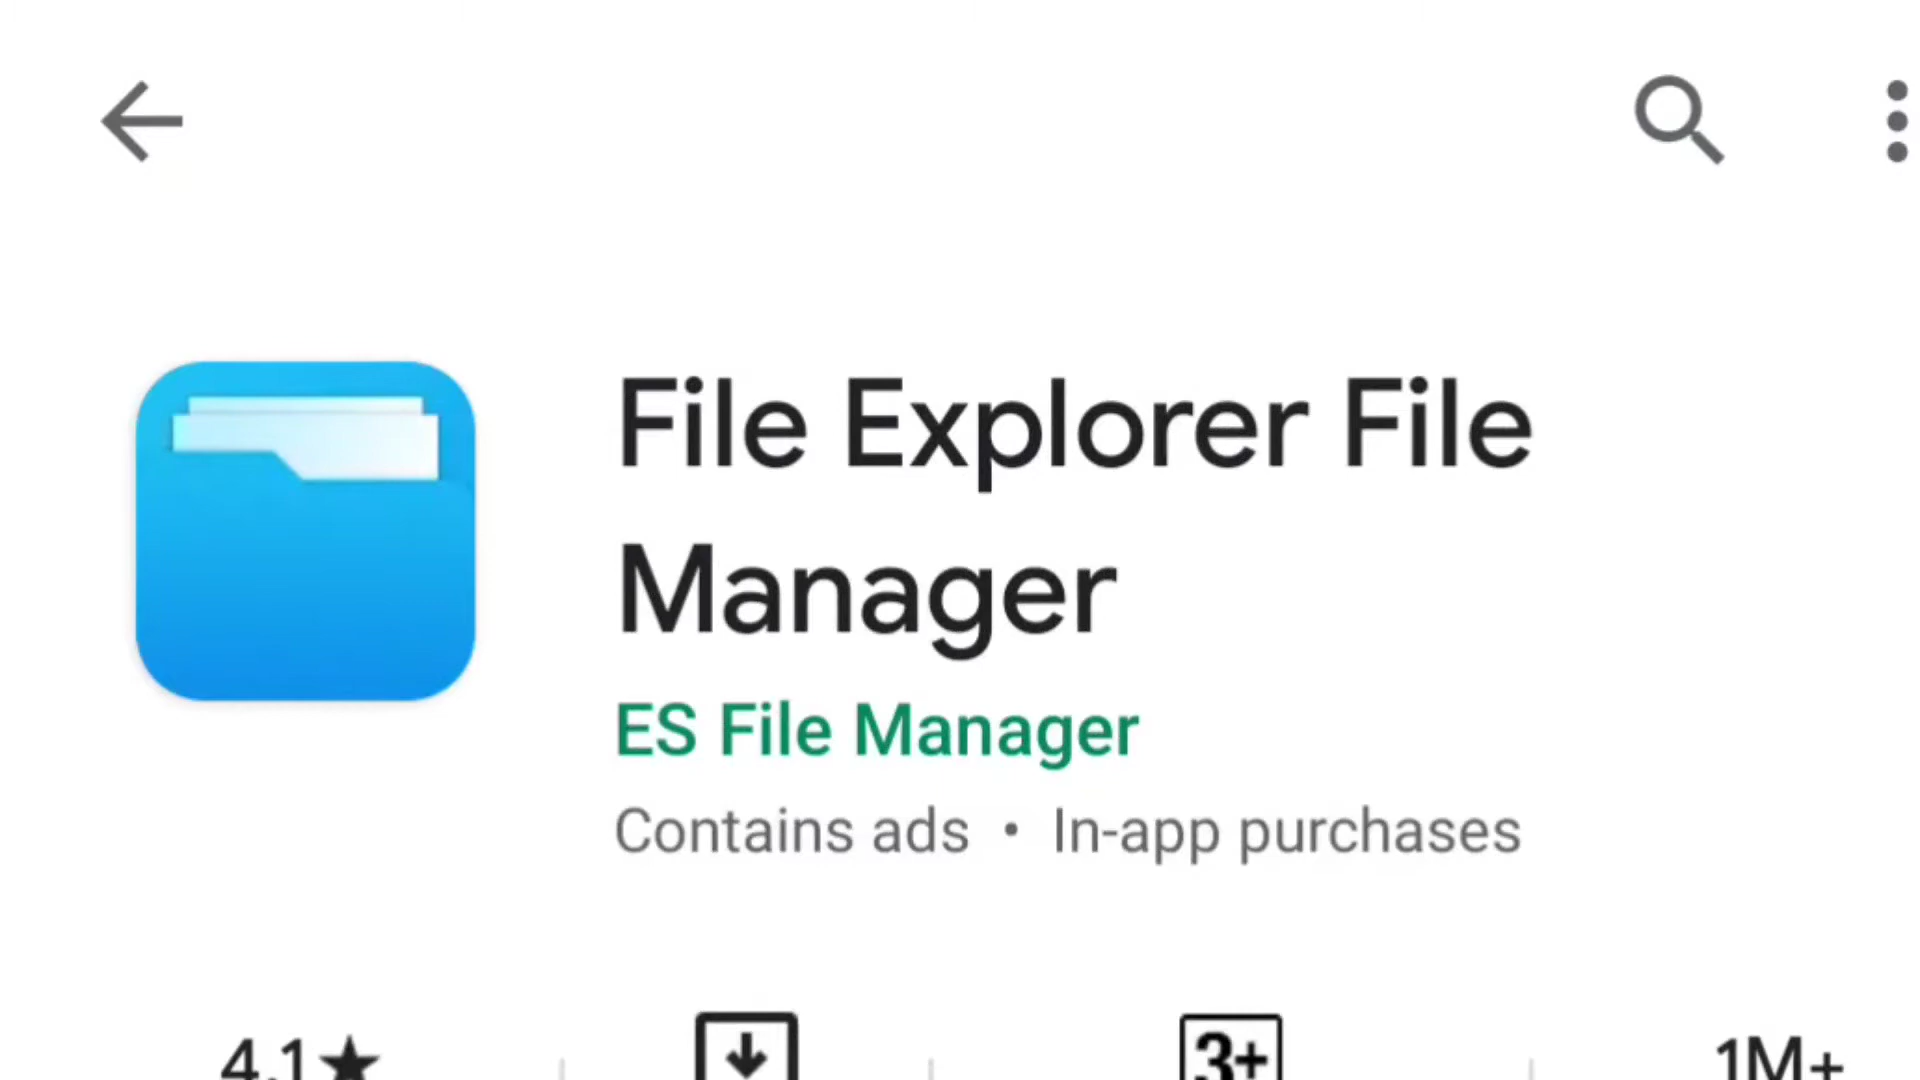 File Explorer File
Manager
ES File Manager
Contains ads • In-app purchases
4.1★
3+
1M+